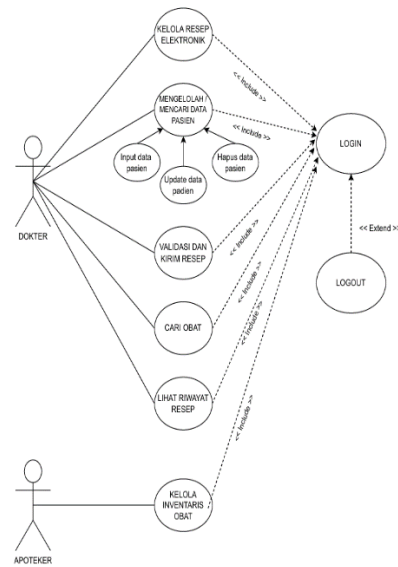 KELOLA RESEP
ELEKTRONIK
<< Include >>
MENGELOLAH /
MENCARI DATA
PASIEN
<< Include >>
LOGIN
Input data
pasien
Update data
padien
Hapus data
pasien
DOKTER
VALIDASI DAN
KIRIM RESEP
<< Include >>
<< Extend >>
LOGOUT
CARI OBAT
<< Include >>
<< Include >>
LIHAT RIWAYAT
RESEP
<< Include >>
KELOLA
INVENTARIS
OBAT
APOTEKER